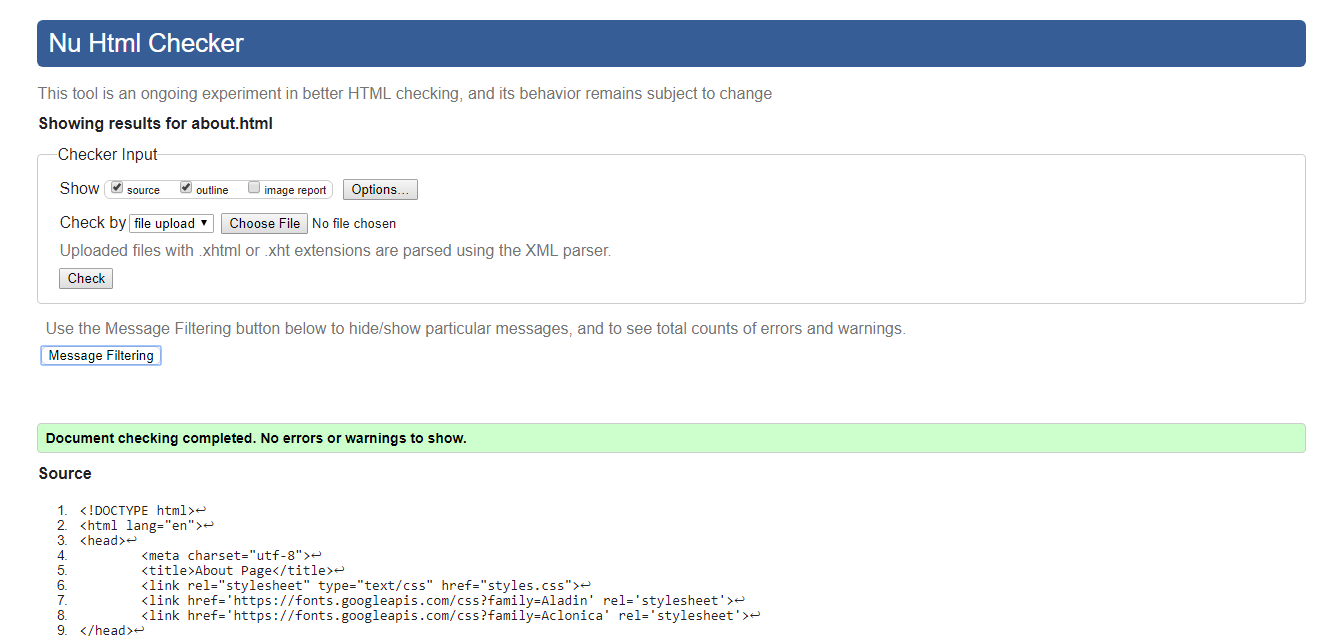 Nu Html Checker
This tool is an ongoing experiment in better HTML checking, and its behavior remains subject to change
Showing results for about.html
Checker Input
Show source outline image report Options...
Check by file upload ▼ Choose File No file chosen
Uploaded files with .xhtml or .xht extensions are parsed using the XML parser.
Check
Use the Message Filtering button below to hide/show particular messages, and to see total counts of errors and warnings.
Message Filtering
Document checking completed. No errors or warnings to show.
Source
1. <!DOCTYPE html>↩
2. <html lang="en">↩
3. <head>↩
4. <meta charset="utf-8">↩
5. <title>About Page</title>↩
6. <link rel="stylesheet" type="text/css" href="styles.css">↩
7. <link href='https://fonts.googleapis.com/css?family=Aladin' rel='stylesheet'>↩
8. <link href='https://fonts.googleapis.com/css?family=Aclonica' rel='stylesheet'>↩
9. </head>↩